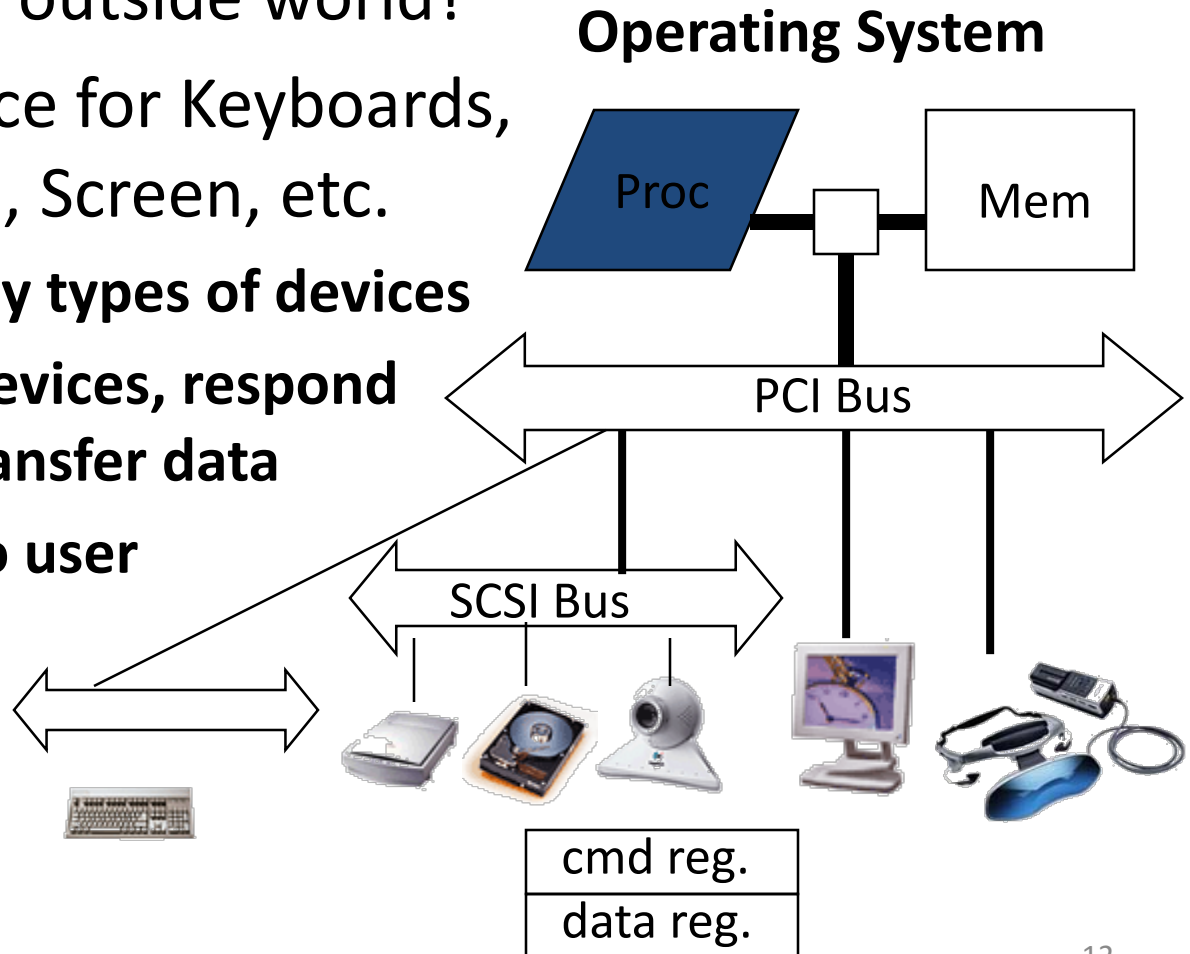 outside world?
Operating System
ce for Keyboards,
, Screen, etc.
Proc
Mem
y types of devices
evices, respond
PCI Bus
ansfer data
o user
SCSI Bus
cmd reg.
data reg.